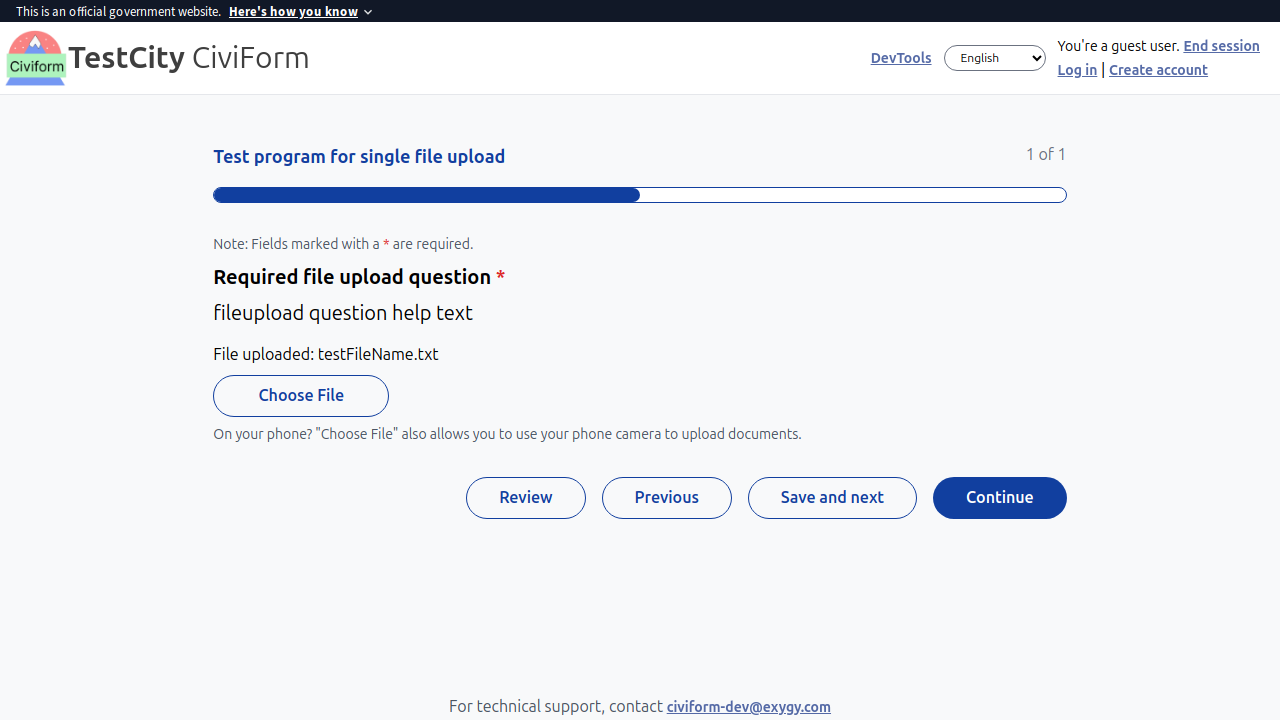 This is an official government website. Here's how you know
Civiform
TestCity CiviForm
DevTools
English
You're a guest user. End session
Log in | Create account
Test program for single file upload
1 of 1
Note: Fields marked with a * are required.
Required file upload question *
fileupload question help text
File uploaded: testFileName.txt
Choose File
On your phone? "Choose File" also allows you to use your phone camera to upload documents.
Review
Previous
Save and next
Continue
For technical support, contact civiform-dev@exygy.com